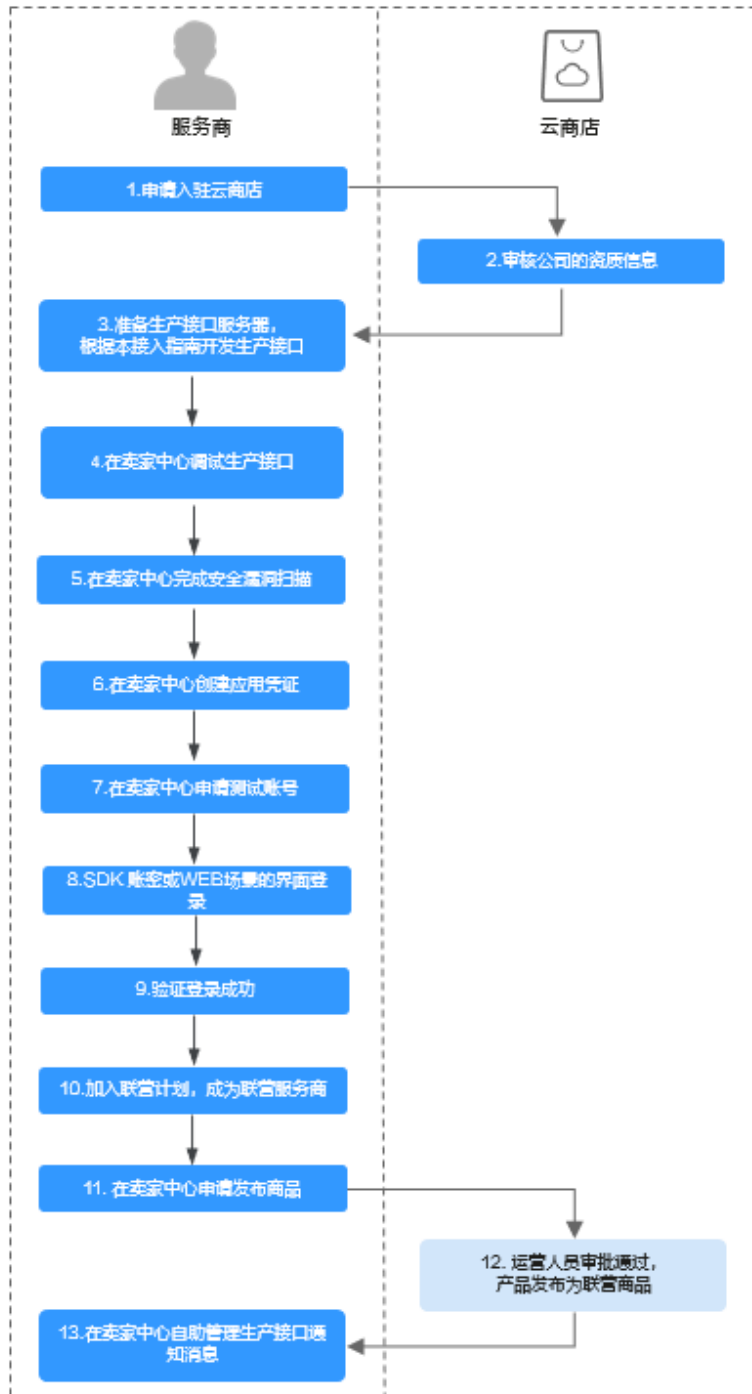 服务商
云商店
1.申请入驻云商店
2.审核公司的资质信息
3.准备生产接口服务器，
根据本接入指南开发生产接口
4.在卖家中心调试生产接口
5.在卖家中心完成安全漏洞扫描
6.在卖家中心创建应用凭证
7.在卖家中心申请测试账号
8.SDK 账密或WEB场景的界面登
录
9.验证登录成功
10.加入联营计划，成为联营服务商
11. 在卖家中心申请发布商品
12. 运营人员审批通过，
产品发布为联营商品
13.在卖家中心自助管理生产接口通
知消息